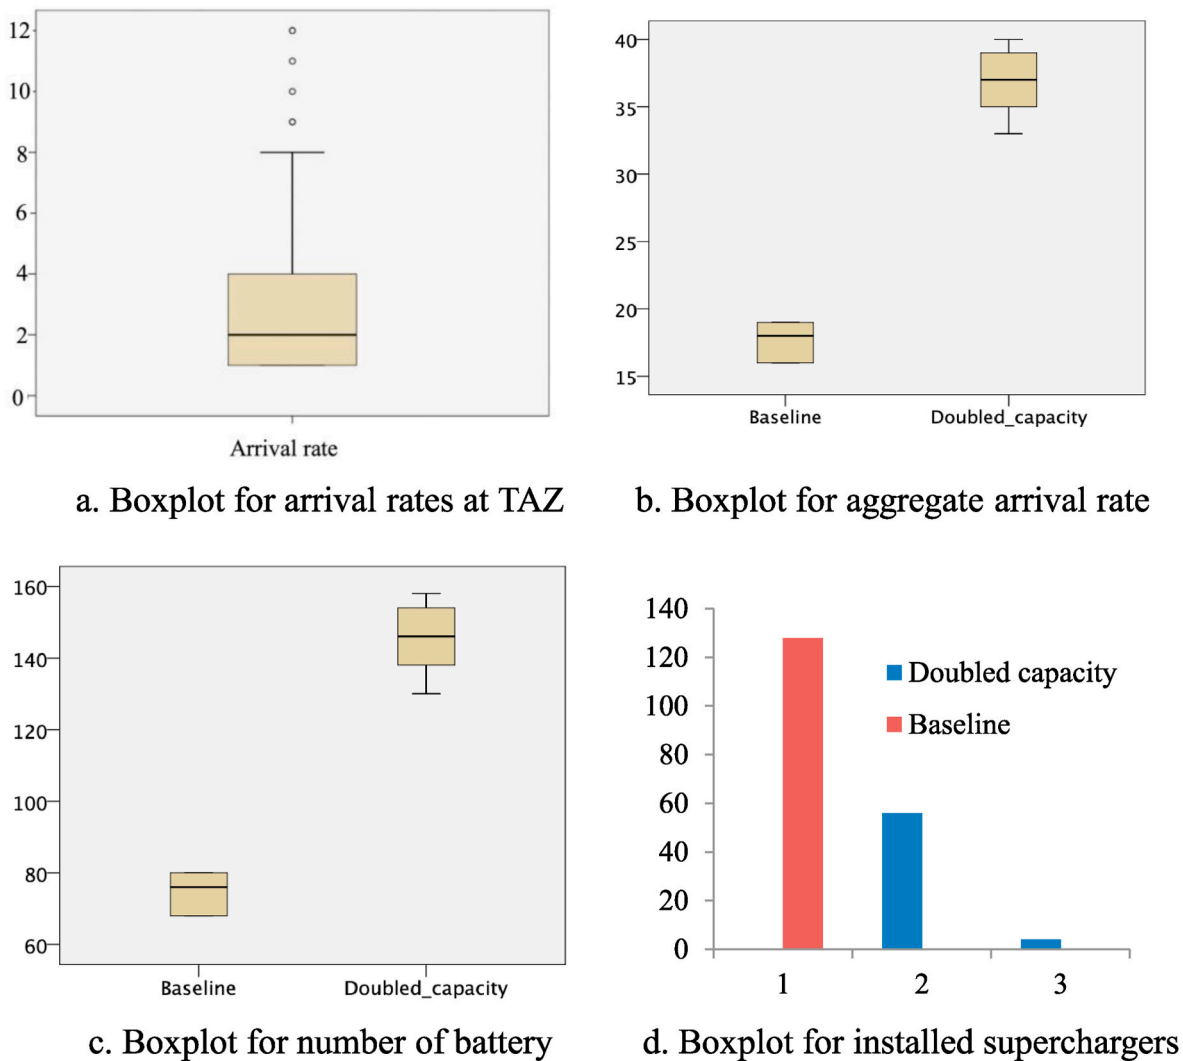 12
10
8
6
4
2
0
Arrival rate
a. Boxplot for arrival rates at TAZ
40
35
30
25
20
15
Baseline Doubled_capacity
b. Boxplot for aggregate arrival rate
160
140
120
100
80
60
Baseline Doubled_capacity
c. Boxplot for number of battery
140
120
100
80
60
40
20
0
Doubled capacity
Baseline
1 2 3
d. Boxplot for installed superchargers